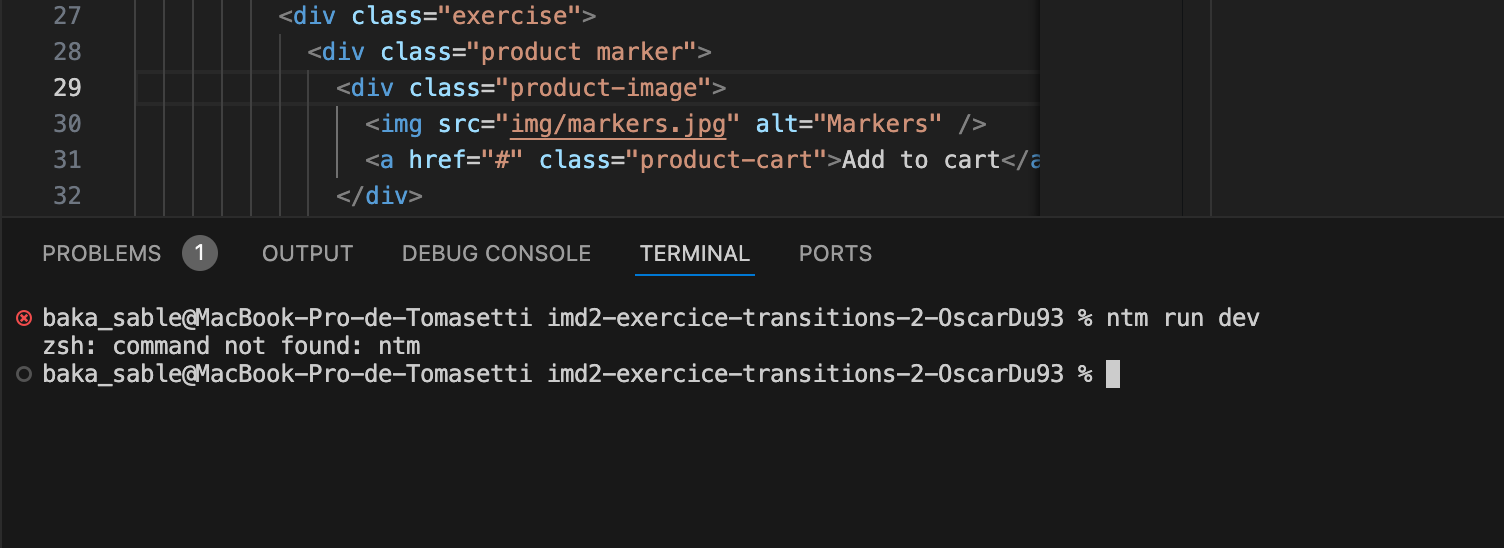 27 <div class="exercise">
28 <div class="product marker">
29 <div class="product-image">
30 <img src="img/markers.jpg" alt="Markers" />
31 <a href="#" class="product-cart">Add to cart</a
32 </div>
PROBLEMS 1 OUTPUT DEBUG CONSOLE TERMINAL PORTS
baka_sable@MacBook-Pro-de-Tomasetti imd2-exercice-transitions-2-OscarDu93 % ntm run dev
zsh: command not found: ntm
baka_sable@MacBook-Pro-de-Tomasetti imd2-exercice-transitions-2-OscarDu93 %